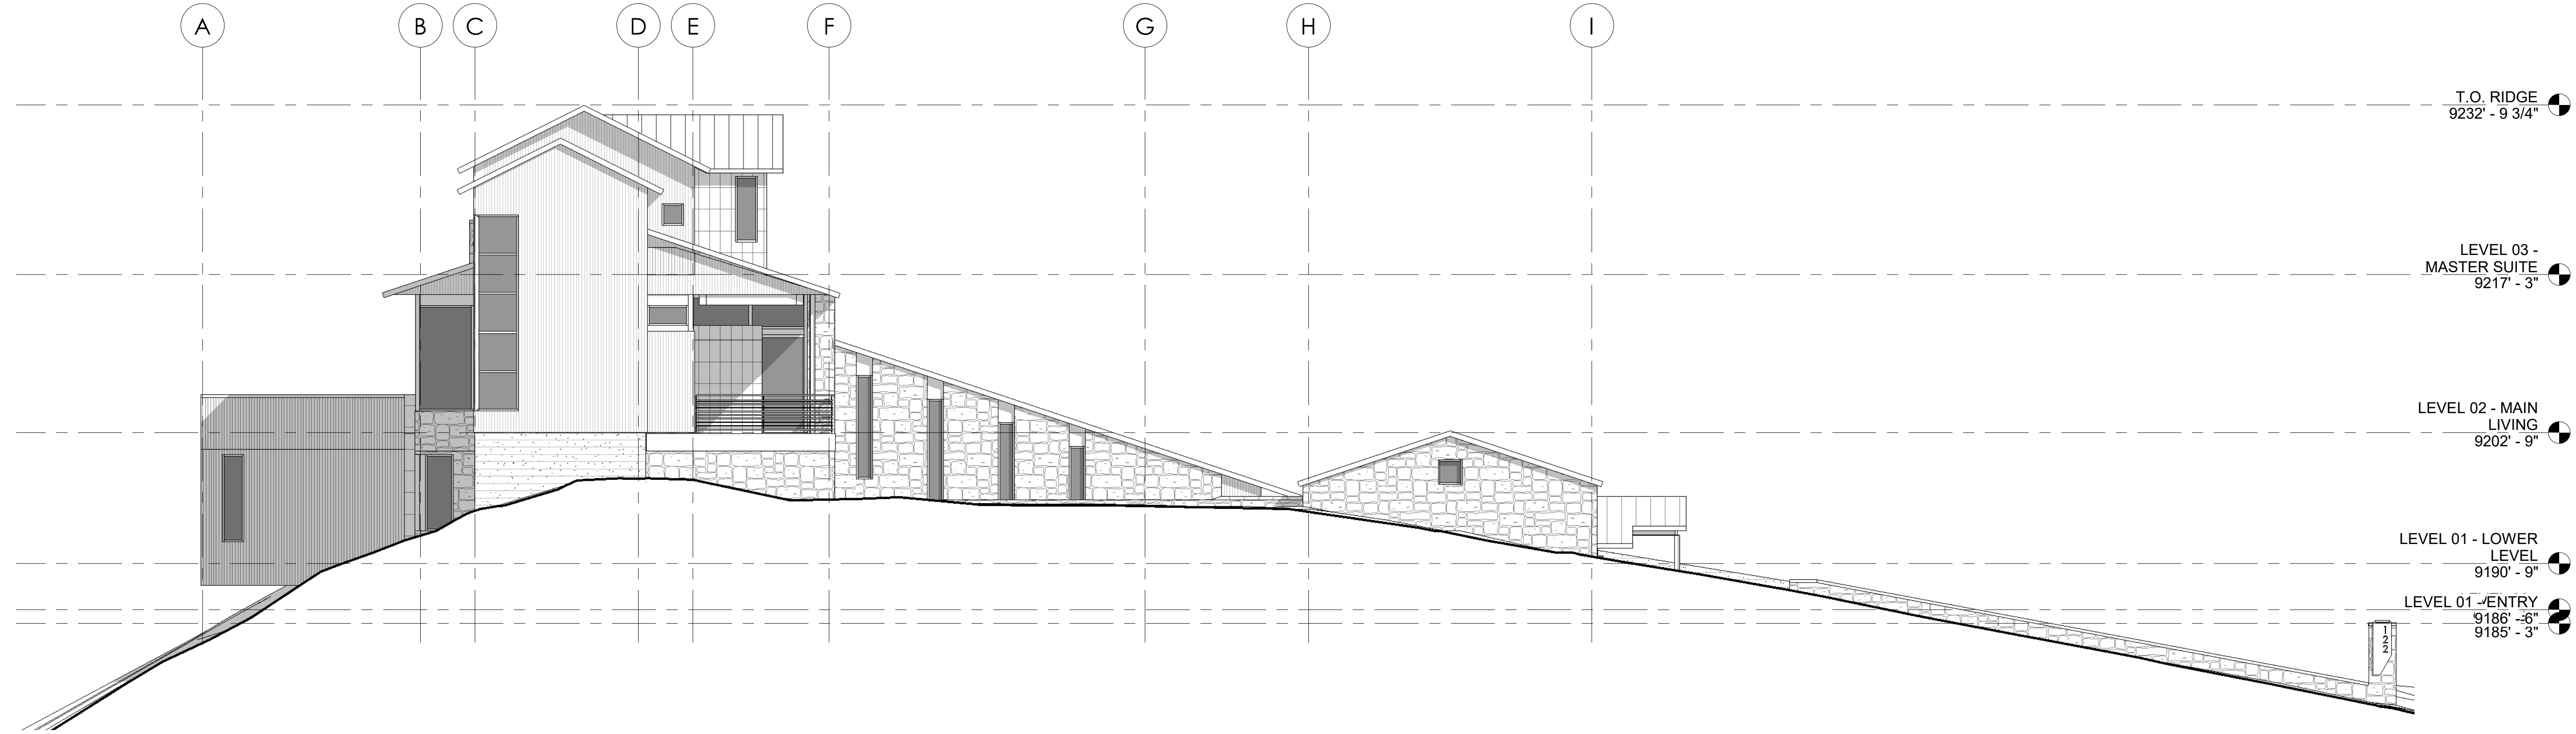 A B C D E F G H I
T.O. RIDGE
9232' - 9 3/4"
LEVEL 03 -
MASTER SUITE
9217' - 3"
LEVEL 02 - MAIN
LIVING
9202' - 9"
LEVEL 01 - LOWER
LEVEL
9190' - 9"
LEVEL 01 - ENTRY
9186' - 6"
9185' - 3"
122